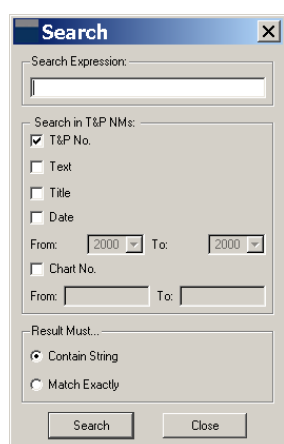 Search
Search Expression:
Search in T&P NMs:
T&P No.
Text
Title
Date
From: 2000 To: 2000
Chart No.
From: To:
Result Must...
Contain String
Match Exactly
Search Close